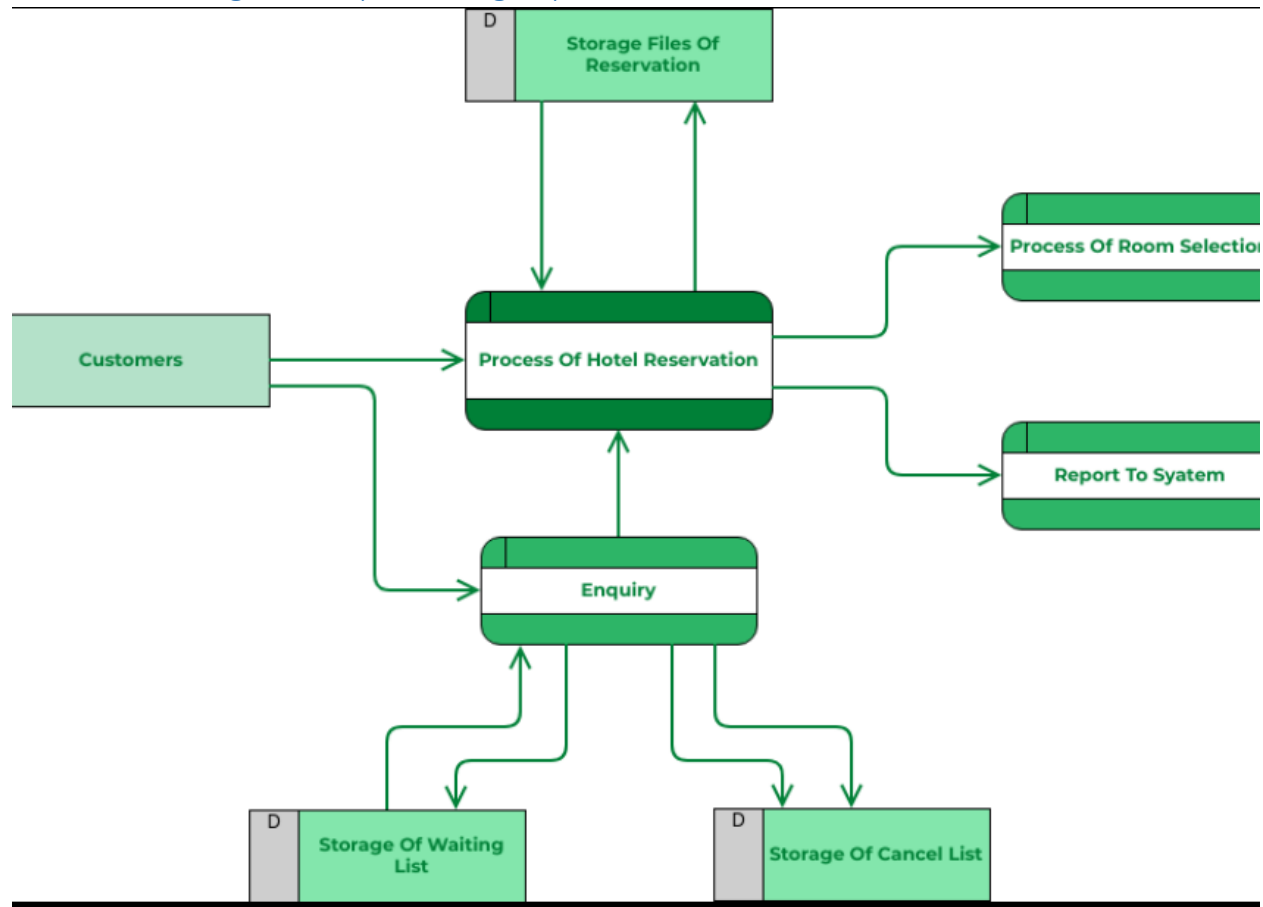 D
Storage Files Of
Reservation
Process Of Room Selection
Customers
Process Of Hotel Reservation
Report To Syatem
Enquiry
D
Storage Of Waiting
List
D
Storage Of Cancel List